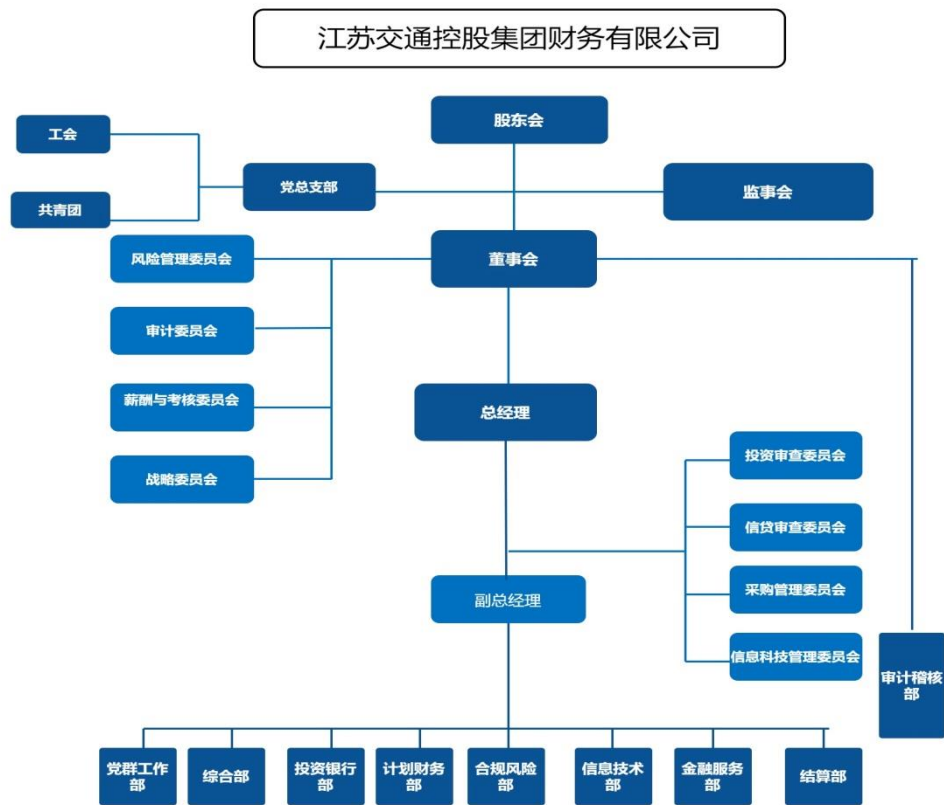 江苏交通控股集团财务有限公司
股东会
工会
党总支部
监事会
共青团
董事会
风险管理委员会
审计委员会
薪酬与考核委员会
总经理
战略委员会
投资审查委员会
信贷审查委员会
采购管理委员会
副总经理
信息科技管理委员会
审计稽核
部
党群工作
部
综合部
投资银行
部
计划财务
部
合规风险
部
信息技术
部
金融服务
部
结算部